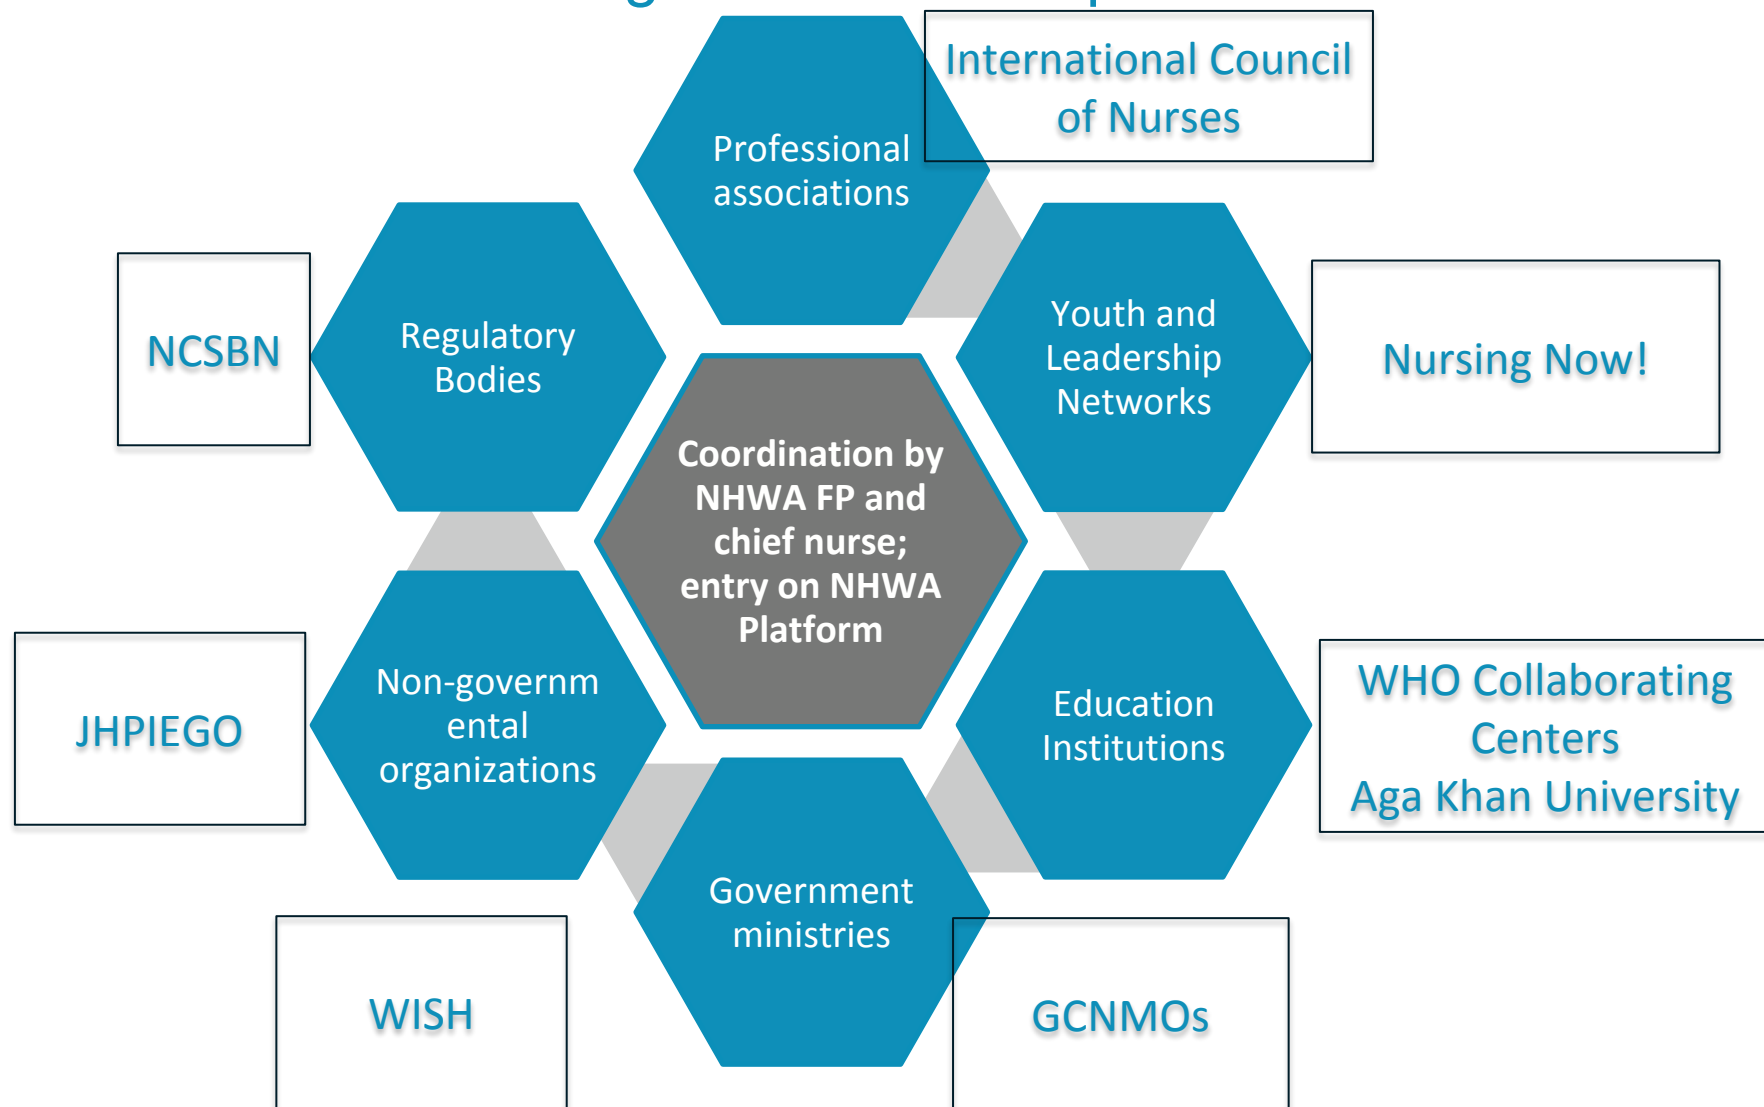 International Council
of Nurses
Professional
associations
NCSBN
Regulatory
Bodies
Youth and
Leadership
Networks
Nursing Now!
Coordination by
NHWA FP and
chief nurse;
entry on NHWA
Platform
JHPIEGO
Non-governm
ental
organizations
Education
Institutions
WHO Collaborating
Centers
Aga Khan University
Government
ministries
WISH
GCNMOs